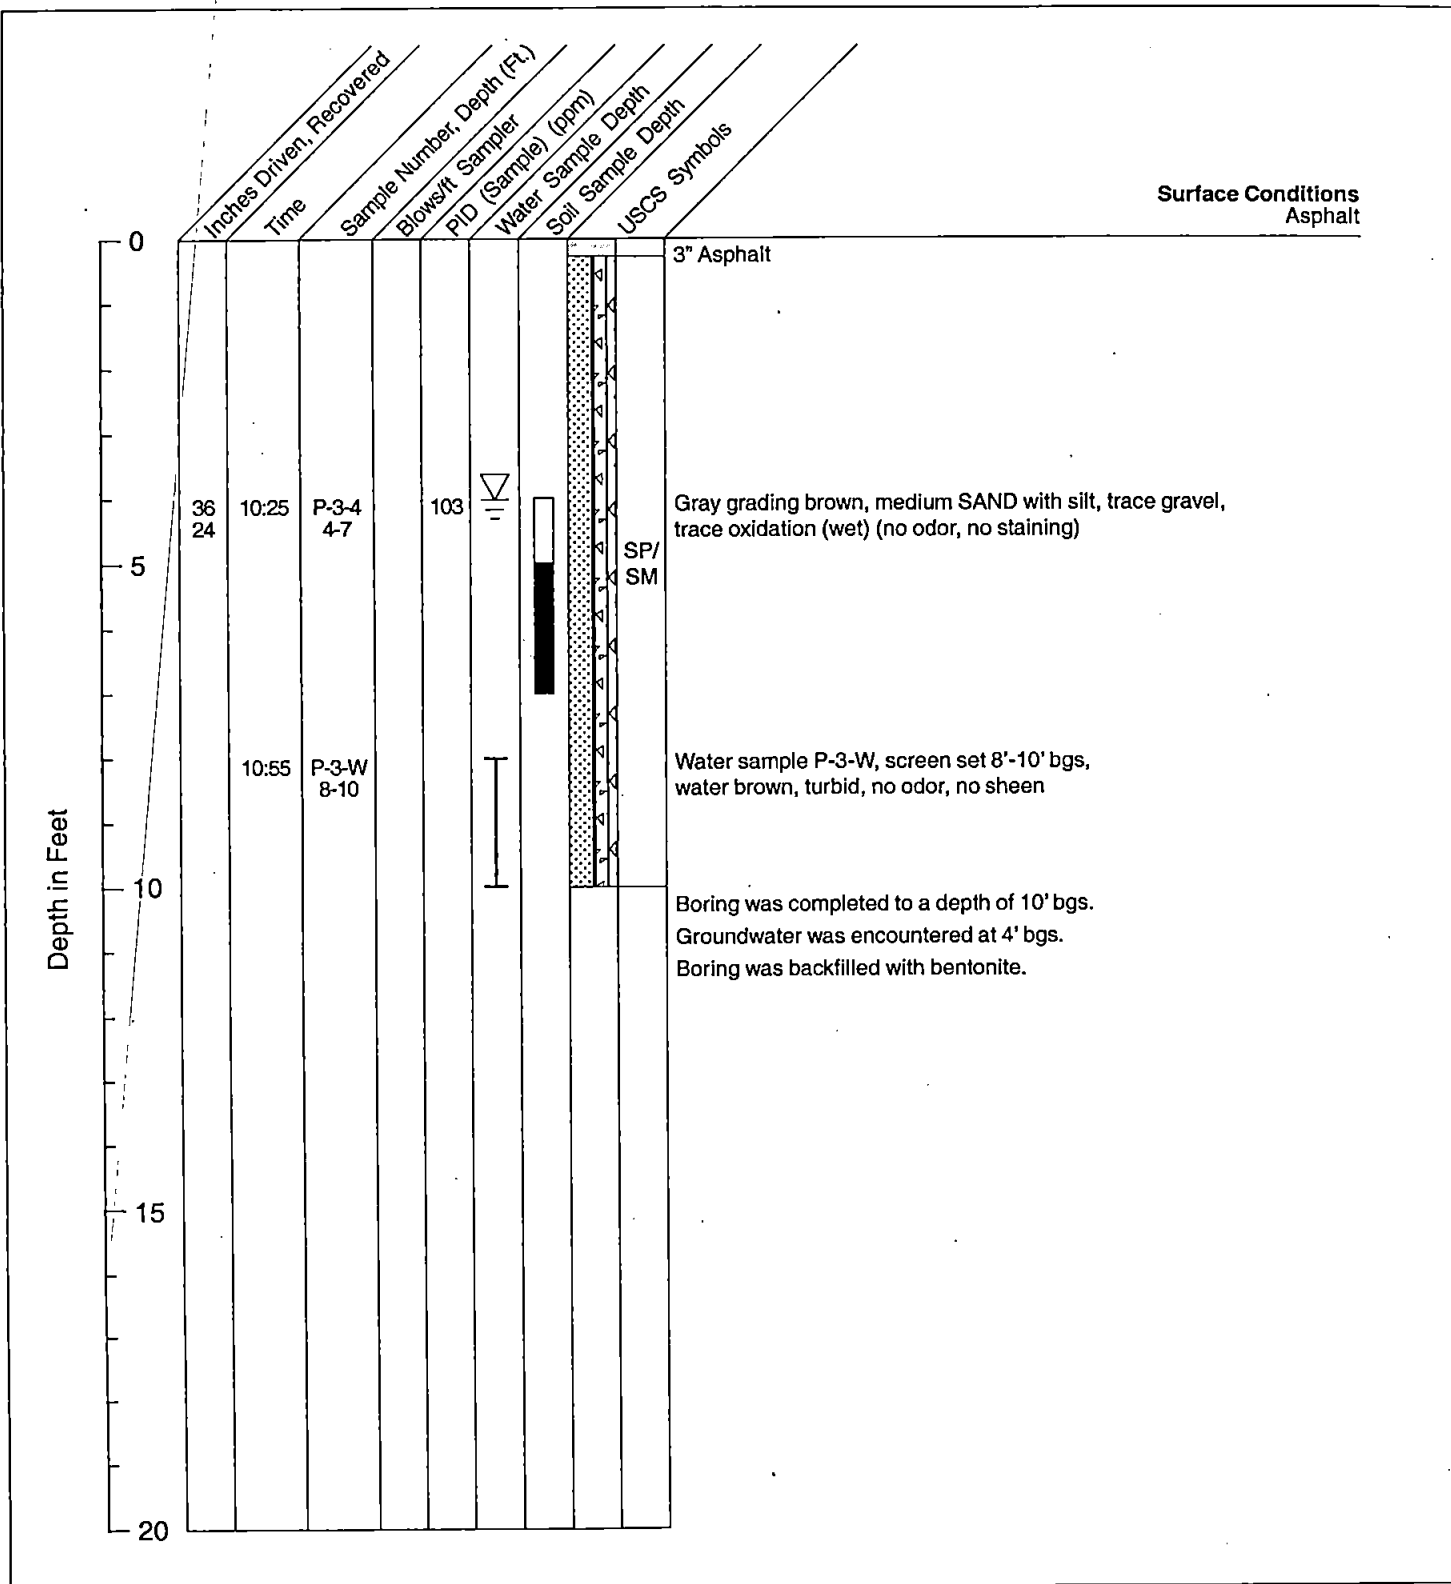 Inches Driven, Recovered
Time
Sample Number, Depth (Ft.)
Blows/ft Sampler
PID (Sample) (ppm)
Water Sample Depth
Soil Sample Depth
USCS Symbols
Surface Conditions
Asphalt
0
3" Asphalt
36
24
10:25
P-3-4
4-7
103
Gray grading brown, medium SAND with silt, trace gravel,
trace oxidation (wet) (no odor, no staining)
SP/
SM
5
10:55
P-3-W
8-10
Water sample P-3-W, screen set 8'-10' bgs,
water brown, turbid, no odor, no sheen
Depth in Feet
10
Boring was completed to a depth of 10' bgs.
Groundwater was encountered at 4' bgs.
Boring was backfilled with bentonite.
15
20